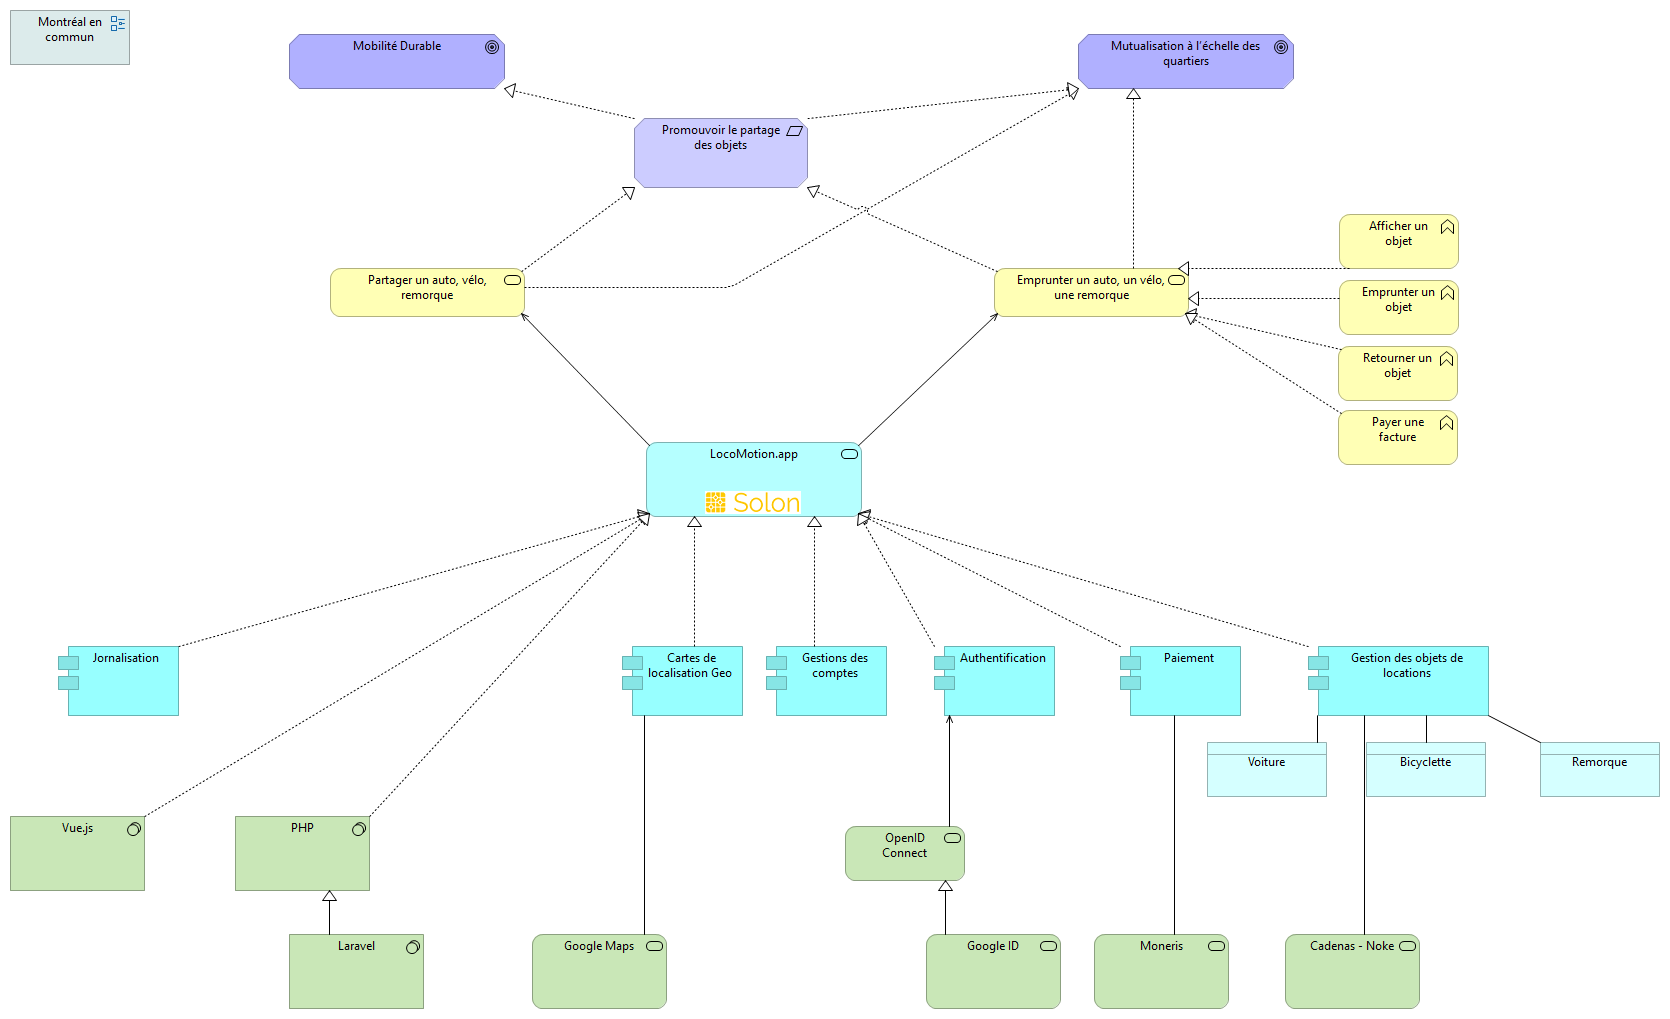 Montréal en
commun
Mobilité Durable
Mutualisation à l’échelle des
quartiers
Promouvoir le partage
des objets
Afficher un
objet
Partager un auto, vélo,
remorque
Emprunter un auto, un vélo,
une remorque
Emprunter un
objet
Retourner un
objet
Payer une
facture
LocoMotion.app
Solon
Jornalisation
Cartes de
localisation Geo
Gestions des
comptes
Authentification
Paiement
Gestion des objets de
locations
Voiture
Bicyclette
Remorque
Vue.js
PHP
OpenID
Connect
Laravel
Google Maps
Google ID
Moneris
Cadenas - Noke